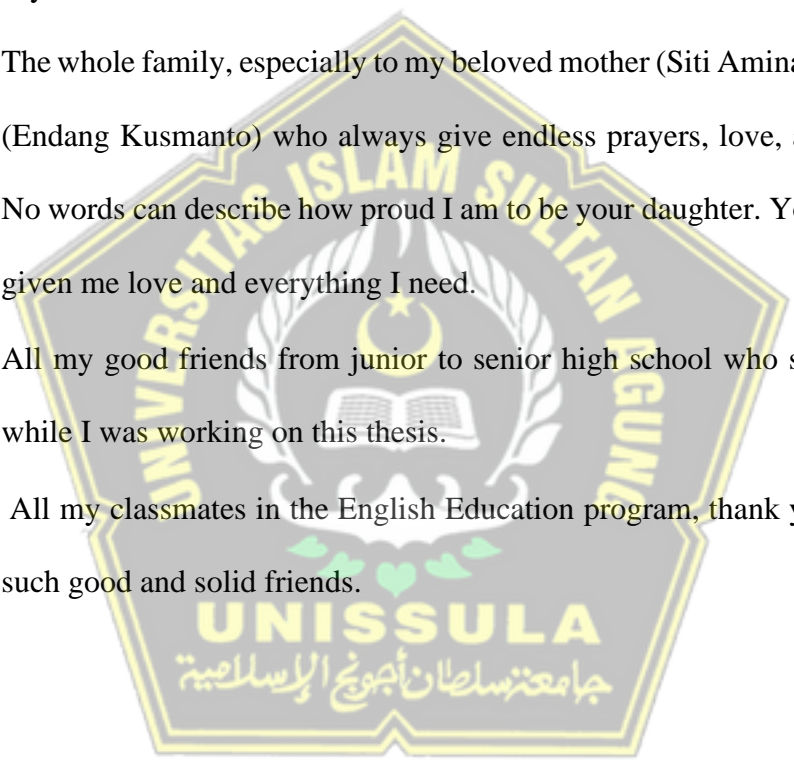 The whole family, especially to my beloved mother (Siti Amina
(Endang Kusmanto) who always give endless prayers, love,
No words can describe how proud I am to be your daughter.
given me love and everything I need.
All my good friends from junior to senior high school who
while I was working on this thesis.
All my classmates in the English Education program, thank
such good and solid friends.
UNIVERSITAS ISLAM SULTAN AGUNG
UNISSULA
جامعة سلطان أجونج الإسلامية